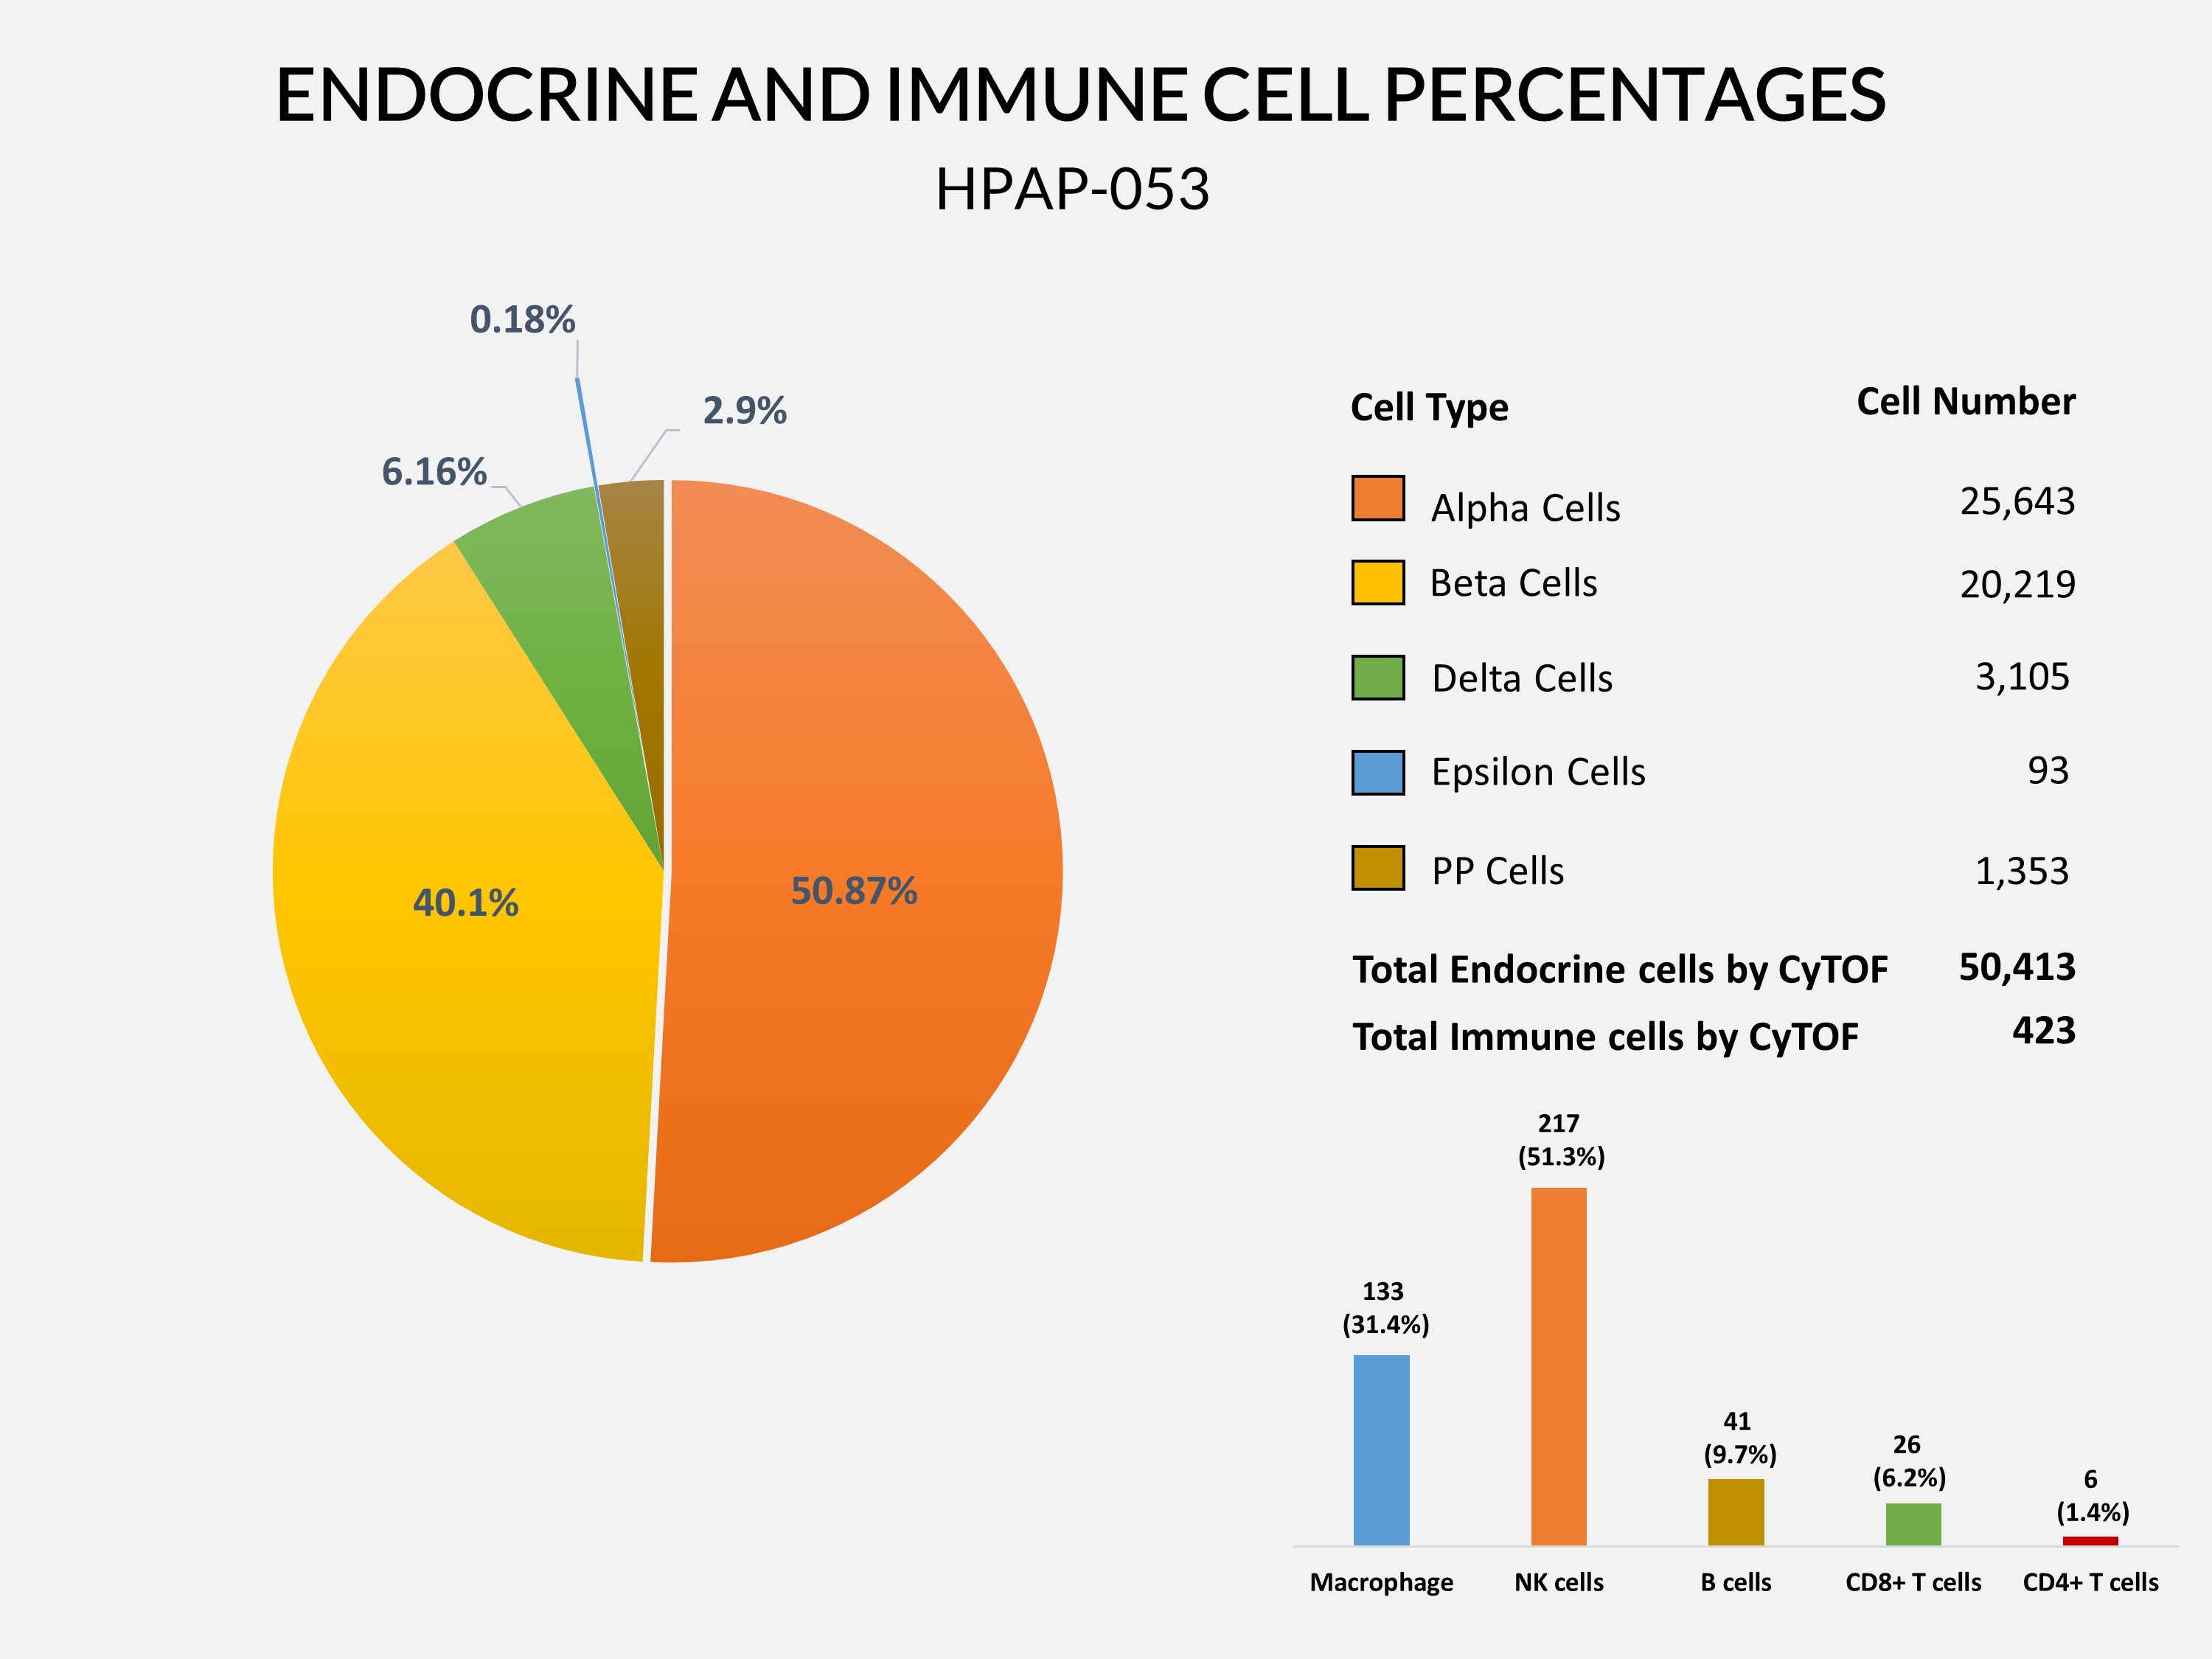 ENDOCRINE AND IMMUNE CELL PERCENTAGES
HPAP-053
0.18%
2.9%
6.16%
40.1%
50.87%
Cell Type Cell Number
Alpha Cells 25,643
Beta Cells 20,219
Delta Cells 3,105
Epsilon Cells 93
PP Cells 1,353
Total Endocrine cells by CyTOF 50,413
Total Immune cells by CyTOF 423
217
(51.3%)
133
(31.4%)
41
(9.7%)
26
(6.2%)
6
(1.4%)
Macrophage NK cells B cells CD8+ T cells CD4+ T cells